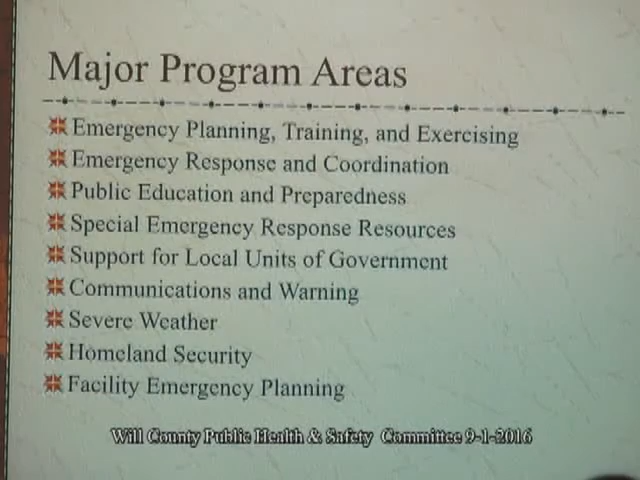 Major Program Areas
Emergency Planning, Training, and Exercising
Emergency Response and Coordination
Public Education and Preparedness
Special Emergency Response Resources
Support for Local Units of Government
Communications and Warning
Severe Weather
Homeland Security
Facility Emergency Planning
Will County Public Health & Safety Committee 9-1-2016